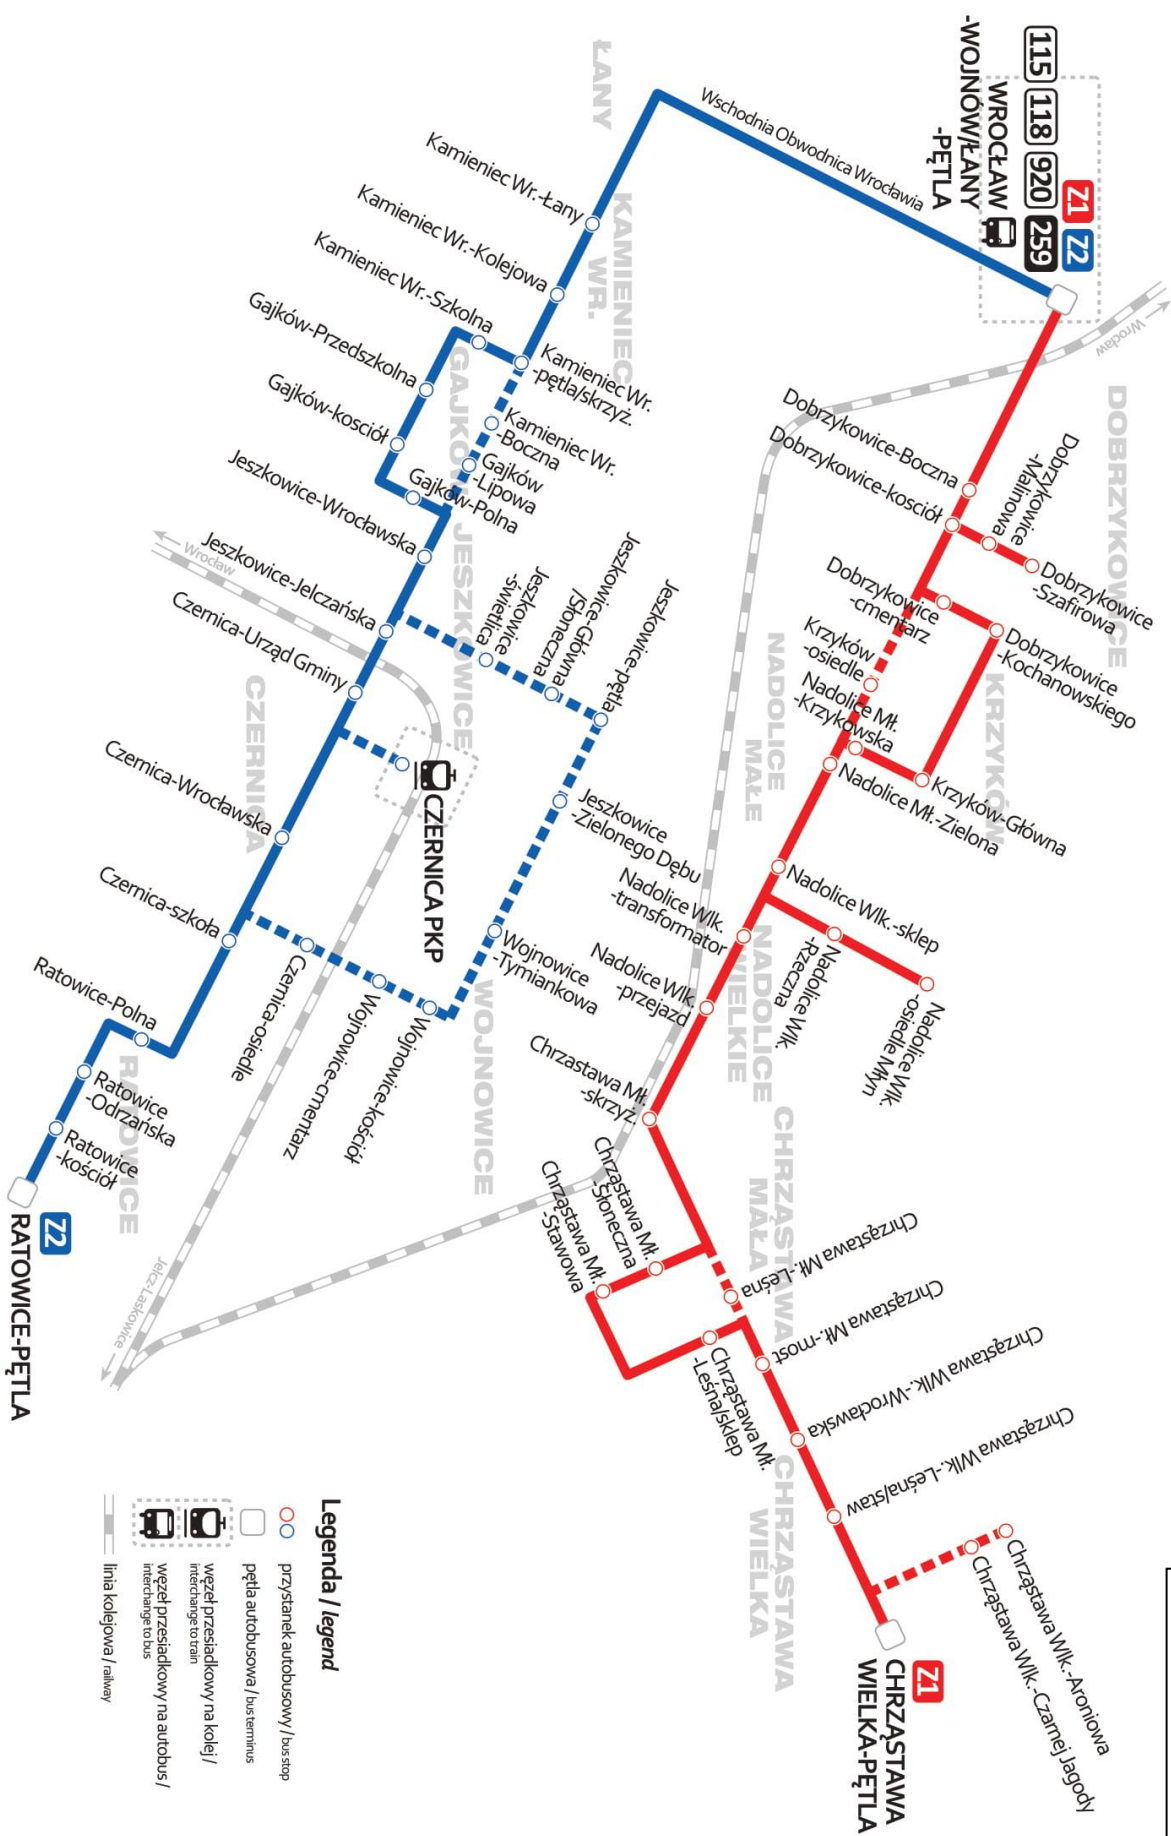 115 118 920 259
Z1 Z2
WROCŁAW
-WOJNÓW/ŁANY
-PĘTLA
Wschodnia Obwodnica Wrocławia
Wrocław
DOBRZYKOWICE
Dobrzykowice-Boczna
Dobrzykowice-kosciół
Dobrzykowice
-Malinowa
Dobrzykowice
-Szafirowa
Dobrzykowice
-cmentarz
Dobrzykowice
-Kochanowskiego
KRZYKÓW
Krzyków
-osiedle
Krzyków-Główna
Nadolice Mł.
-Krzykowska
Nadolice Mł.-Zielona
NADOLICE
MAŁE
Nadolice Wlk.-sklep
Nadolice Wlk.
-rzeczna
Nadolice Wlk.
-osiedle Młyn
Nadolice Wlk.
-transformator
NADOLICE
WIELKIE
Nadolice Wlk.
-przejazd
Chrzastawa Mł.
-skrzyż.
CHRZĄSTAWA
MAŁA
Chrząstawa Mł.
-Słoneczna
Chrząstawa Mł.
-Stawowa
Chrząstawa Mł.-Leśna
Chrząstawa Mł.
-Leśna/sklep
Chrząstawa Mł.-most
Chrząstawa Wlk.-Wrocławska
Chrząstawa Wlk.-Leśna/staw
CHRZĄSTAWA
WIELKA
Chrząstawa Wlk.-Aroniowa
Chrząstawa Wlk.-Czarnej Jagody
Z1
CHRZĄSTAWA
WIELKA-PĘTLA
ŁANY
KAMIENIEC
WR.
Kamieniec Wr.-Łany
Kamieniec Wr.-Kolejowa
Kamieniec Wr.-Szkolna
Kamieniec Wr.
-pętla/skrzyż.
Kamieniec Wr.
-Boczna
GAJKÓW
Gajków
-Lipowa
Gajków-Przedszkolna
Gajków-kosciół
Gajków-Polna
JESZKOWICE
Jeszkowice-Wrocławska
Jeszkowice-Jelczańska
Jeszkowice
-świetlica
Jeszkowice-Główna
/Słoneczna
Jeszkowice-pętla
Jeszkowice
-Zielonego Dębu
Wojnowice
-Tymiankowa
WOJNOWICE
Wojnowice-kościół
Wojnowice-cmentarz
Czernica-osiedle
Wrocław
Czernica-Urząd Gminy
CZERNICA PKP
CZERNICA
Czernica-Wrocławska
Czernica-szkoła
Ratowice-Polna
RATOWICE
Ratowice
-Odrzańska
Ratowice
-kościół
Jelcz-Laskowice
Z2
RATOWICE-PĘTLA
Legenda / legend
przystanek autobusowy / bus stop
pętla autobusowa / bus terminus
węzeł przesiadkowy na kolej /
interchange to train
węzeł przesiadkowy na autobus /
interchange to bus
linia kolejowa / railway